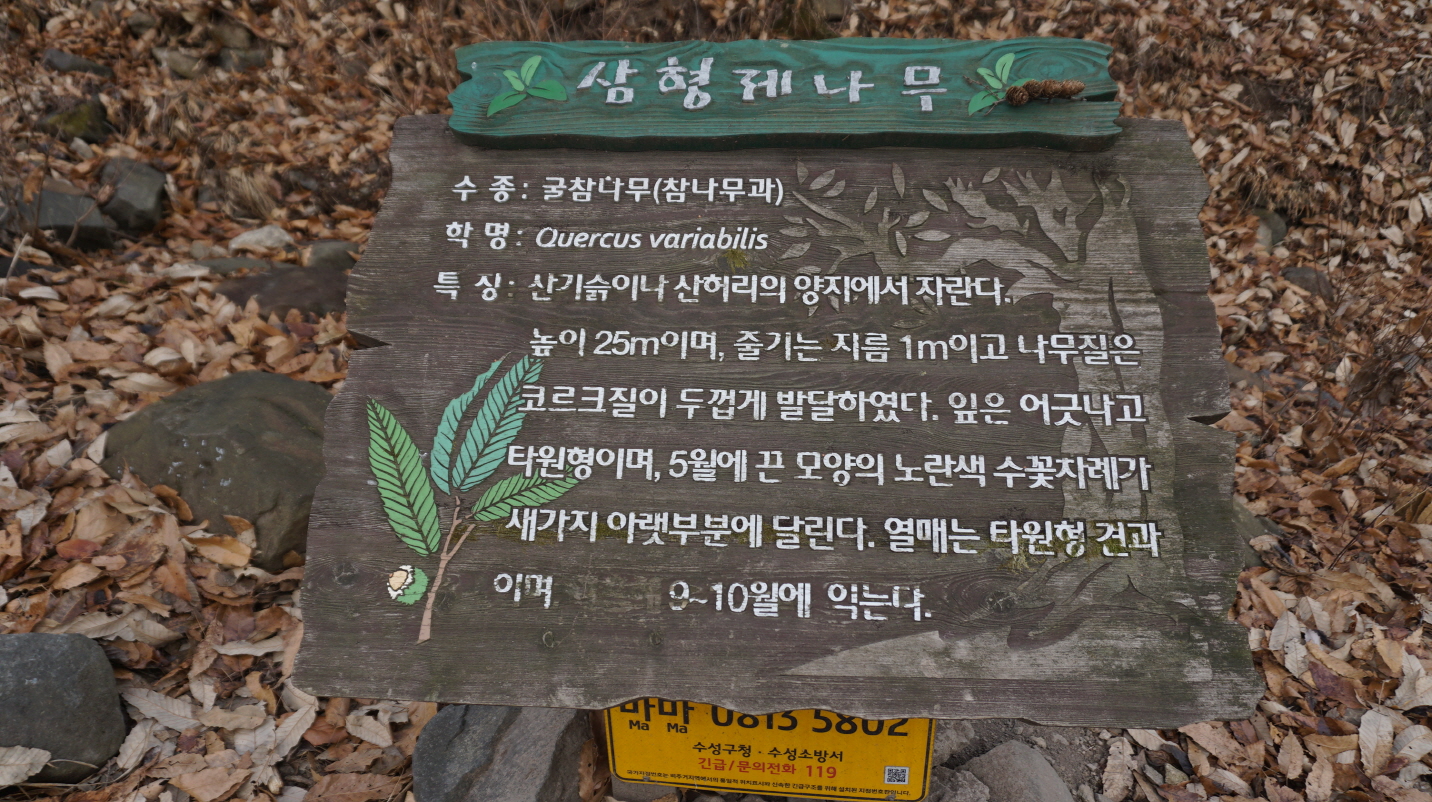 삼형제나무
수 종 : 굴참나무(참나무과)
학 명 : Quercus variabilis
특 징 : 산기슭이나 산허리의 양지에서 자란다.
높이 25m이며, 줄기는 지름 1m이고 나무질은
코르크질이 두껍게 발달하였다. 잎은 어긋나고
타원형이며, 5월에 끈 모양의 노란색 수꽃차례가
새가지 아랫부분에 달린다. 열매는 타원형 견과
이며 9~10월에 익는다.
마마 0813 5802
Ma Ma
수성구청 · 수성소방서
긴급/문의전화 119